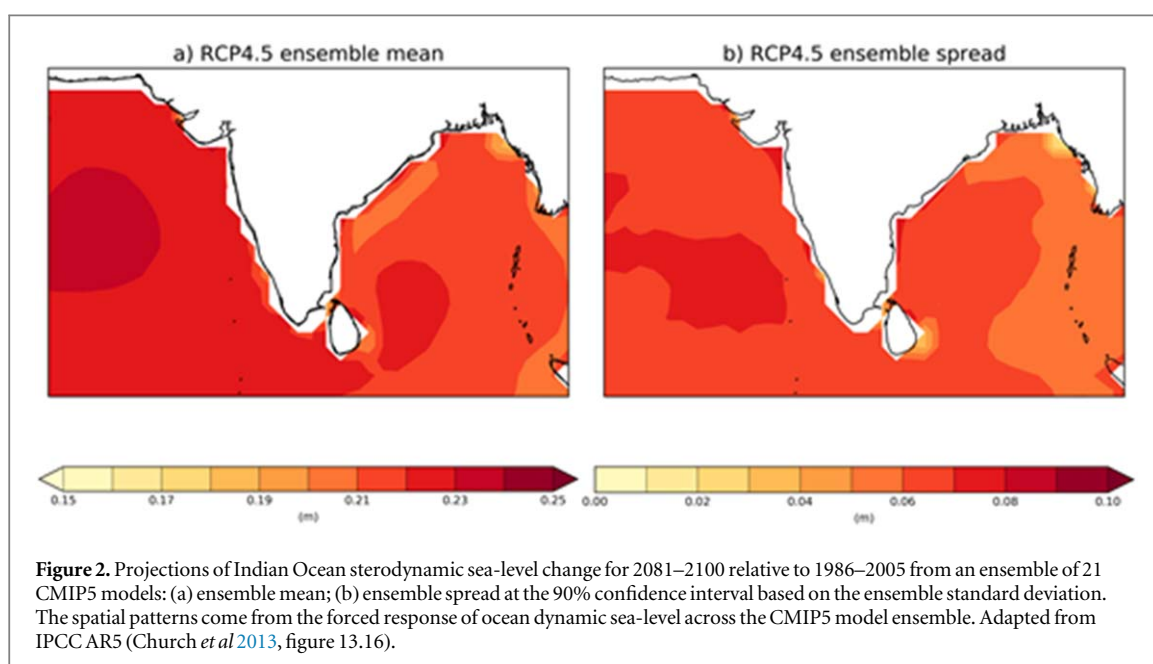 a) RCP4.5 ensemble mean
b) RCP4.5 ensemble spread
0.15 0.17 0.19 0.21 0.23 0.25
(m)
0.00 0.02 0.04 0.06 0.08 0.10
(m)
Figure 2. Projections of Indian Ocean sterodynamic sea-level change for 2081–2100 relative to 1986–2005 from an ensemble of 21
CMIP5 models: (a) ensemble mean; (b) ensemble spread at the 90% confidence interval based on the ensemble standard deviation.
The spatial patterns come from the forced response of ocean dynamic sea-level across the CMIP5 model ensemble. Adapted from
IPCC AR5 (Church et al 2013, figure 13.16).